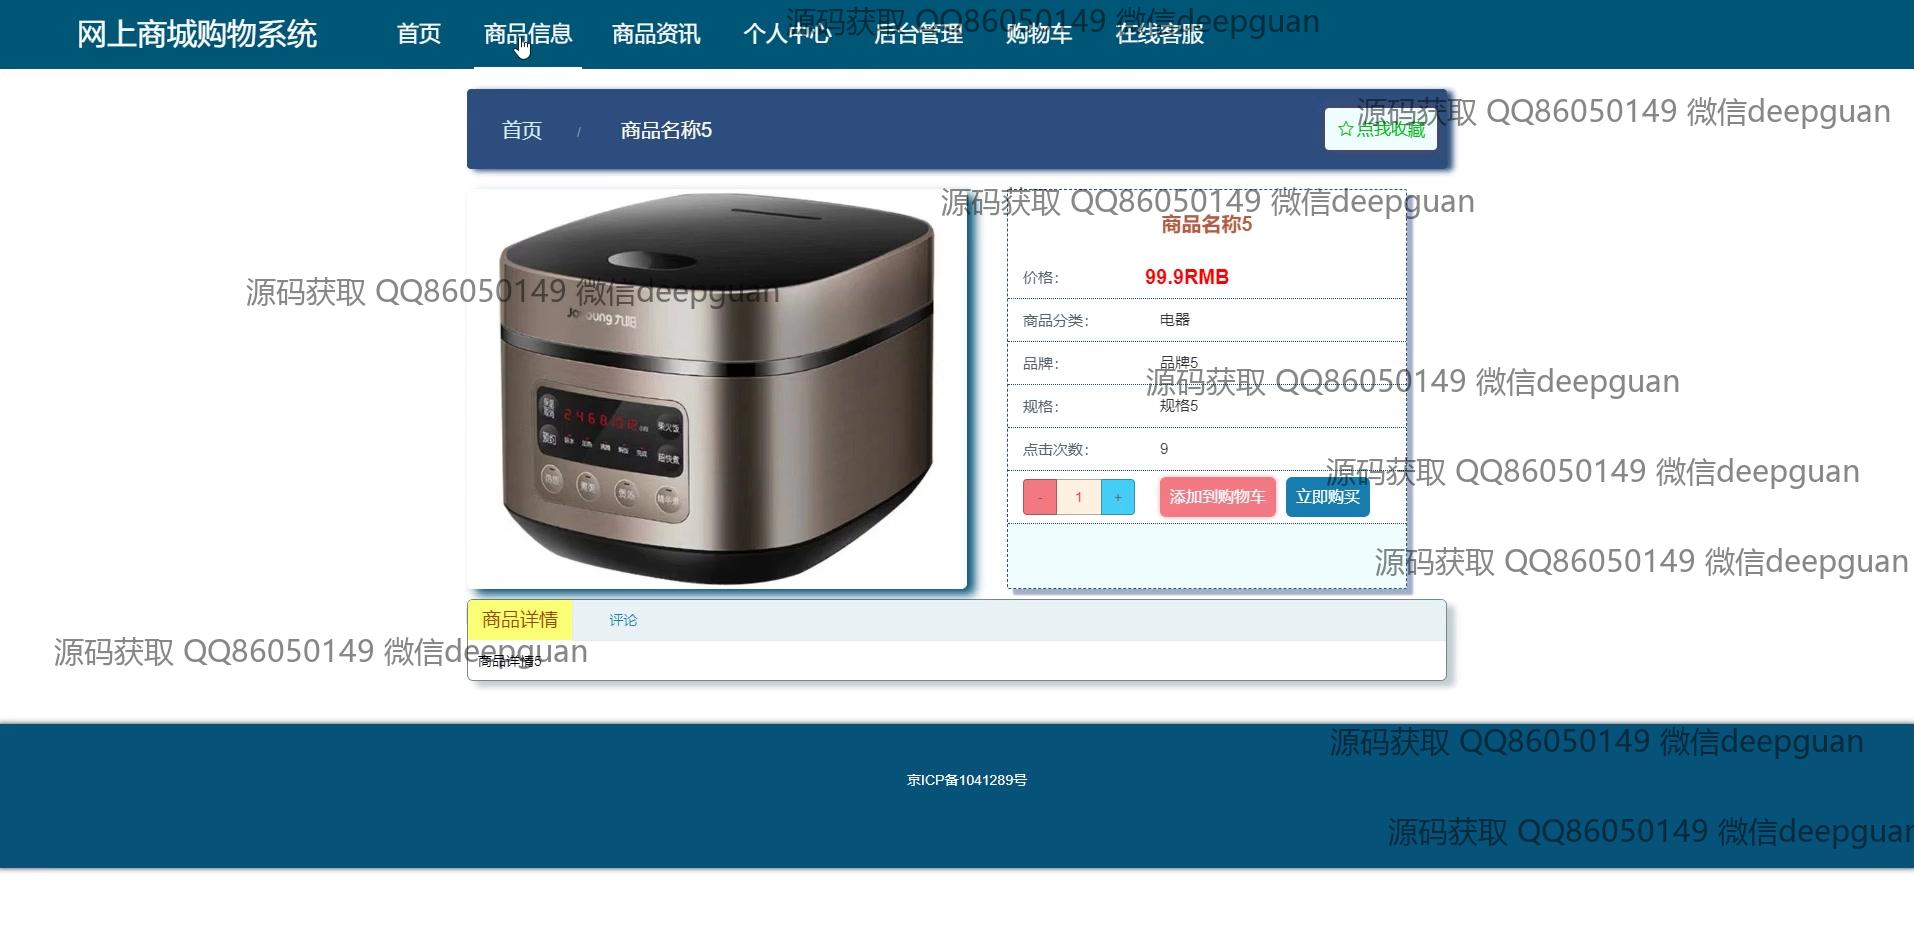 网上商城购物系统 首页 商品信息 商品资讯 个人中心 后台管理 购物车 在线客服
源码获取 QQ86050149 微信deepguan
首页 / 商品名称5
☆点我收藏
源码获取 QQ86050149 微信deepguan
源码获取 QQ86050149 微信deepguan
商品名称5
价格: 99.9RMB
源码获取 QQ86050149 微信deepguan
Joyoung 九阳
商品分类: 电器
品牌: 品牌5
源码获取 QQ86050149 微信deepguan
规格: 规格5
柴火饭
预约
超快煮
点击次数: 9
源码获取 QQ86050149 微信deepguan
- 1 + 添加到购物车 立即购买
源码获取 QQ86050149 微信deepguan
商品详情 评论
源码获取 QQ86050149 微信deepguan
商品详情5
源码获取 QQ86050149 微信deepguan
京ICP备1041289号
源码获取 QQ86050149 微信deepguan